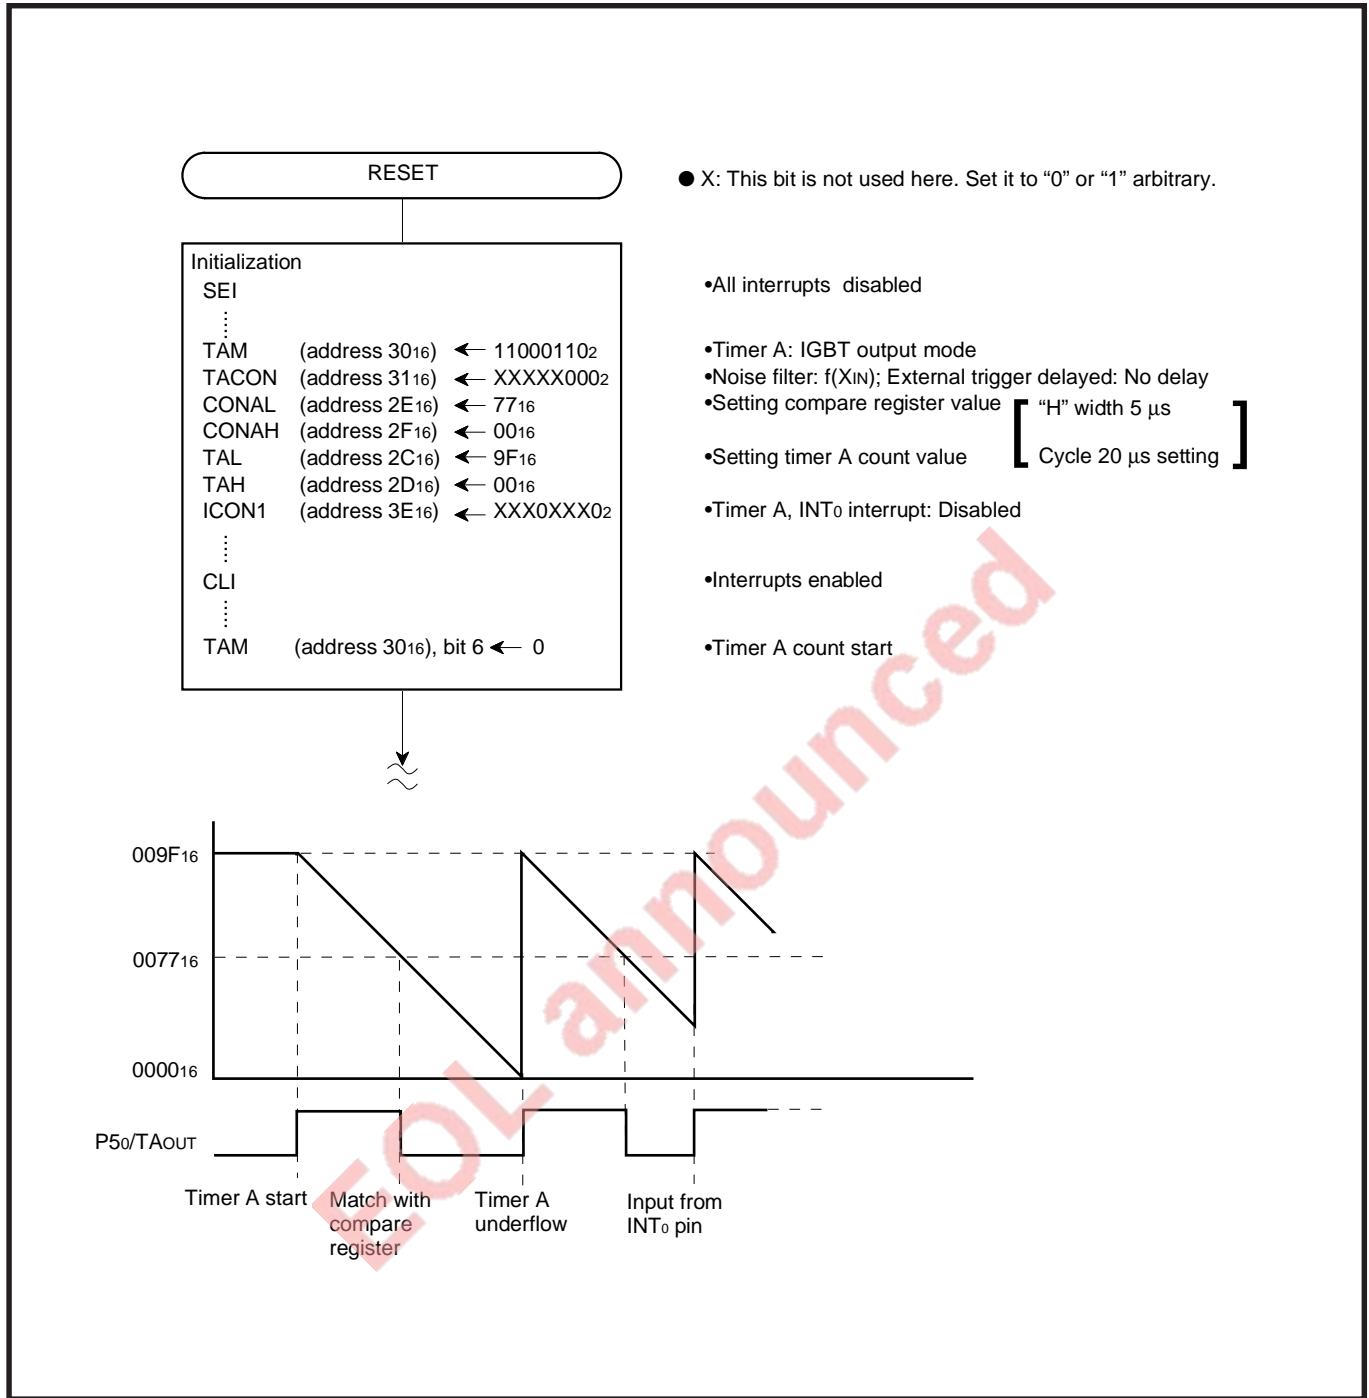 RESET
● X: This bit is not used here. Set it to “0” or “1” arbitrary.
Initialization
SEI
•All interrupts disabled
TAM (address 3016) ← 110001102
•Timer A: IGBT output mode
TACON (address 3116) ← XXXXX0002
•Noise filter: f(XIN); External trigger delayed: No delay
CONAL (address 2E16) ← 7716
•Setting compare register value [ “H” width 5 μs
CONAH (address 2F16) ← 0016
TAL (address 2C16) ← 9F16
•Setting timer A count value Cycle 20 μs setting ]
TAH (address 2D16) ← 0016
ICON1 (address 3E16) ← XXX0XXX02
•Timer A, INT0 interrupt: Disabled
CLI
•Interrupts enabled
TAM (address 3016), bit 6 ← 0
•Timer A count start
009F16
007716
000016
P50/TAOUT
Timer A start
Match with
compare
register
Timer A
underflow
Input from
INT0 pin
EOL announced